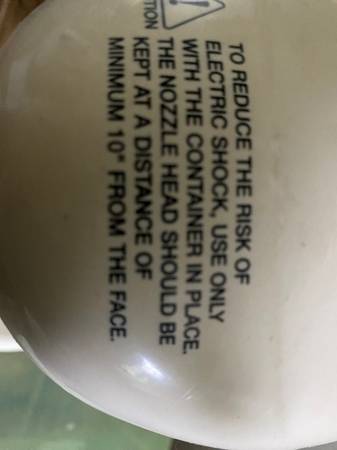 TION
TO REDUCE THE RISK OF
ELECTRIC SHOCK, USE ONLY
WITH THE CONTAINER IN PLACE.
THE NOZZLE HEAD SHOULD BE
KEPT AT A DISTANCE OF
MINIMUM 10" FROM THE FACE.